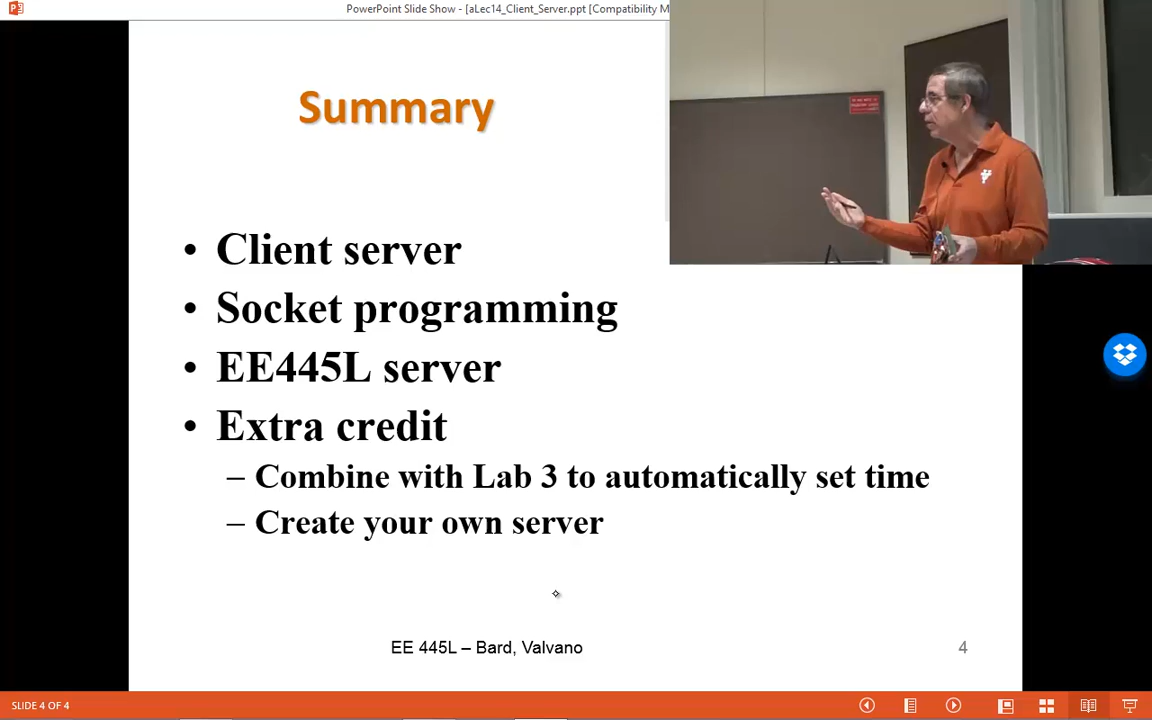 PowerPoint Slide Show - [aLec14_Client_Server.ppt [Compatibility M
Summary
• Client server
• Socket programming
• EE445L server
• Extra credit
– Combine with Lab 3 to automatically set time
– Create your own server
EE 445L – Bard, Valvano
4
SLIDE 4 OF 4